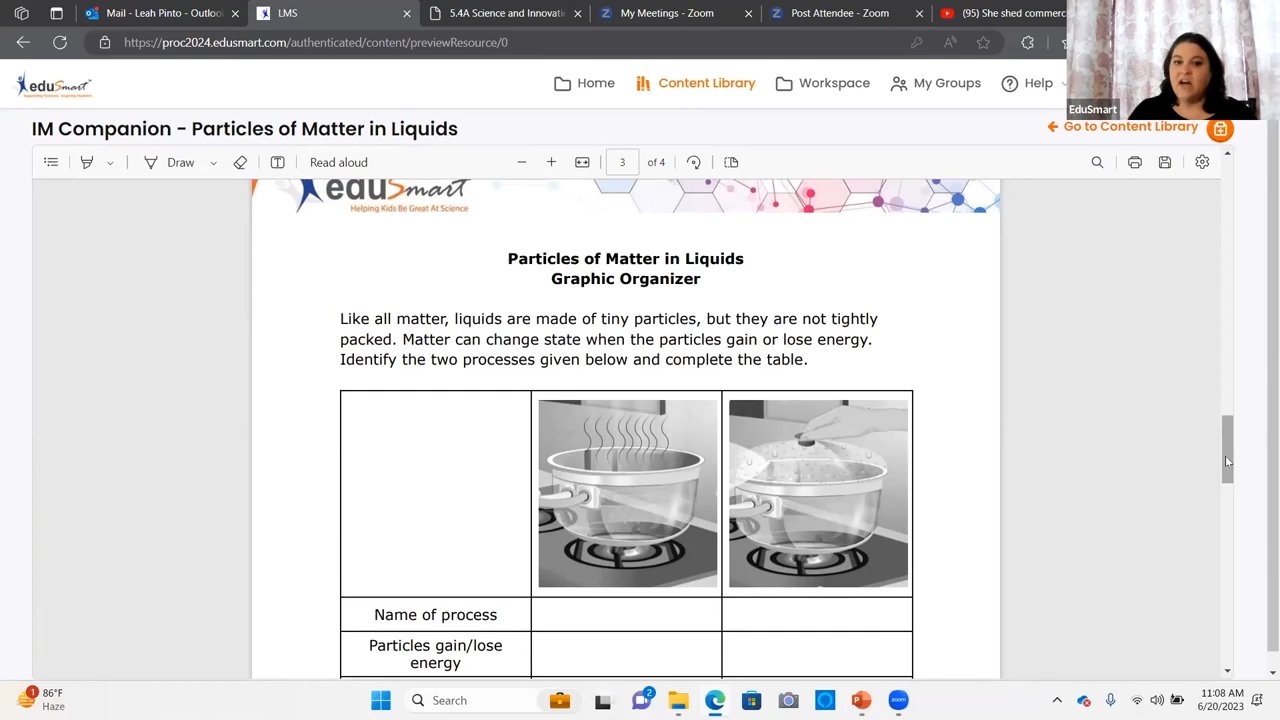 Mail - Leah Pinto - Outlool
LMS
5.4A Science and Innovati
My Meetings - Zoom
Post Attendee - Zoom
(95) She shed commerc
https://proc2024.edusmart.com/authenticated/content/previewResource/0
eduSmart
Home
Content Library
Workspace
My Groups
Help
EduSmart
IM Companion - Particles of Matter in Liquids
Go to Content Library
Draw
Read aloud
3 of 4
eduSmart
Helping Kids Be Great At Science
Particles of Matter in Liquids
Graphic Organizer
Like all matter, liquids are made of tiny particles, but they are not tightly
packed. Matter can change state when the particles gain or lose energy.
Identify the two processes given below and complete the table.
Name of process
Particles gain/lose
energy
1
86°F
Haze
Search
2
zoom
11:08 AM
6/20/2023